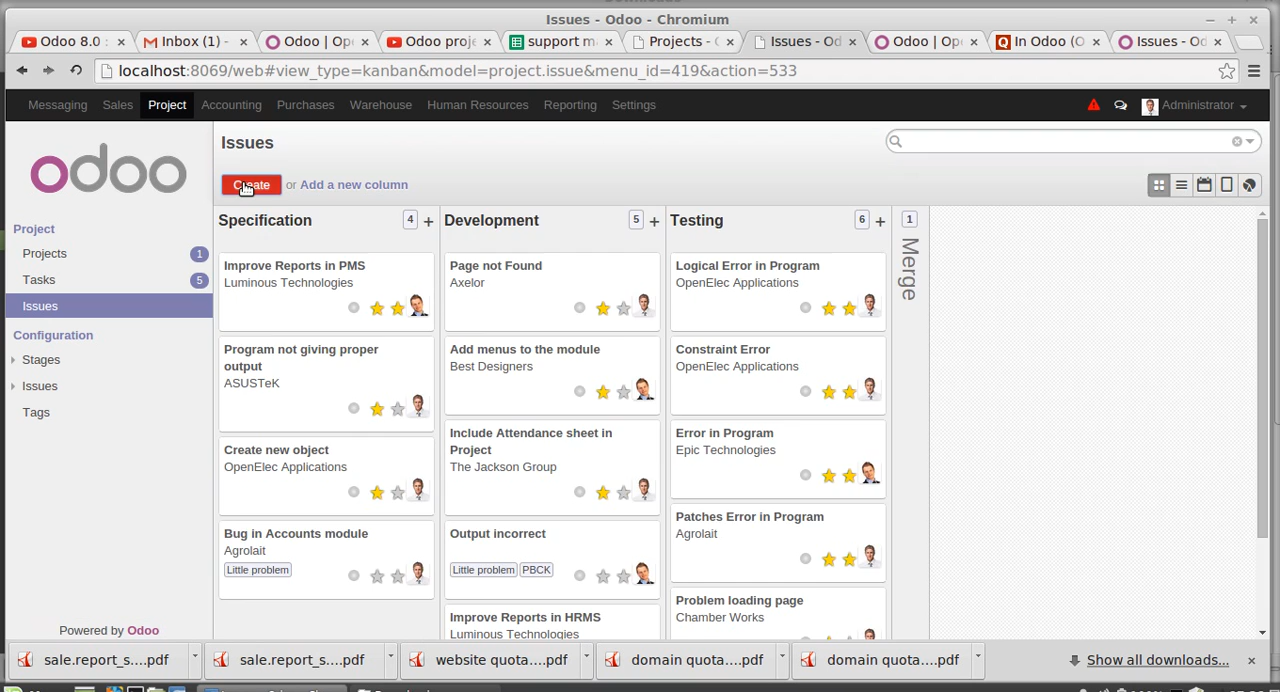 Issues - Odoo - Chromium
Odoo 8.0 :
Inbox (1) -
Odoo | Ope
Odoo proj
support m
Projects - 
Issues - Od
Odoo | Ope
In Odoo (O
Issues - Od
localhost:8069/web#view_type=kanban&model=project.issue&menu_id=419&action=533
Messaging Sales Project Accounting Purchases Warehouse Human Resources Reporting Settings Administrator
odoo
Issues
Create or Add a new column
Project
Projects 1
Tasks 5
Issues
Configuration
Stages
Issues
Tags
Powered by Odoo
Specification 4 +
Improve Reports in PMS
Luminous Technologies
Program not giving proper
output
ASUSTeK
Create new object
OpenElec Applications
Bug in Accounts module
Agrolait
Little problem
Development 5 +
Page not Found
Axelor
Add menus to the module
Best Designers
Include Attendance sheet in
Project
The Jackson Group
Output incorrect
Little problem PBCK
Improve Reports in HRMS
Luminous Technologies
Testing 6 +
Logical Error in Program
OpenElec Applications
Constraint Error
OpenElec Applications
Error in Program
Epic Technologies
Patches Error in Program
Agrolait
Problem loading page
Chamber Works
1
Merge
sale.report_s....pdf
sale.report_s....pdf
website quota....pdf
domain quota....pdf
domain quota....pdf
Show all downloads...